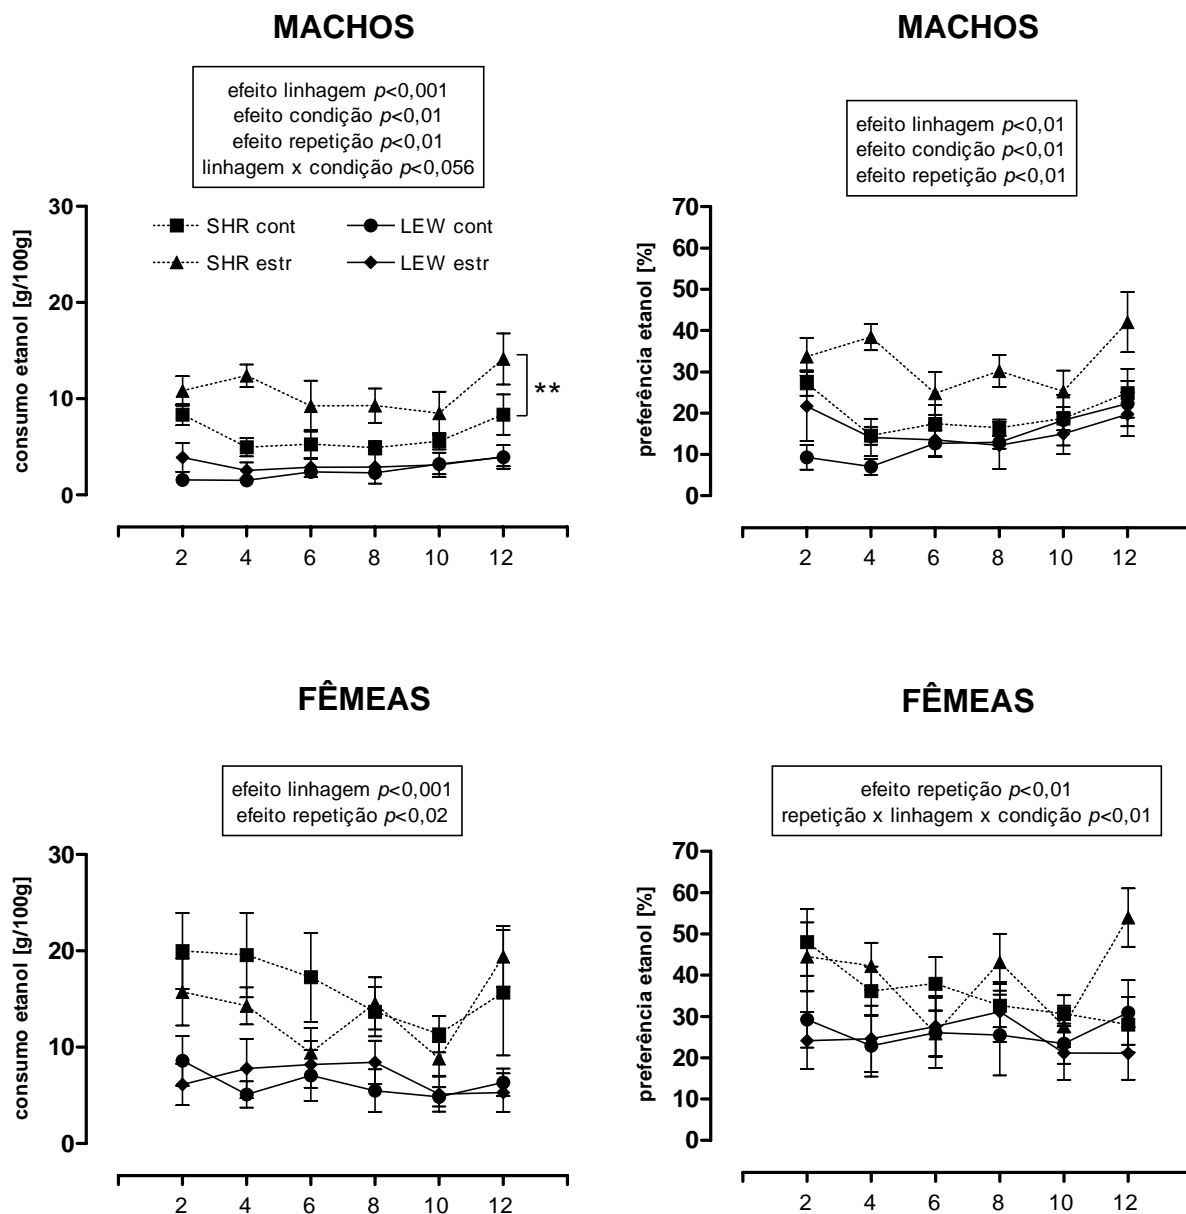 MACHOS
efeito linhagem p<0,001
efeito condição p<0,01
efeito repetição p<0,01
linhagem x condição p<0,056
consumo etanol [g/100g]
30
20
10
0
SHR cont
LEW cont
SHR estr
LEW estr
**
2 4 6 8 10 12
MACHOS
efeito linhagem p<0,01
efeito condição p<0,01
efeito repetição p<0,01
preferência etanol [%]
70
60
50
40
30
20
10
0
2 4 6 8 10 12
FÊMEAS
efeito linhagem p<0,001
efeito repetição p<0,02
consumo etanol [g/100g]
30
20
10
0
2 4 6 8 10 12
FÊMEAS
efeito repetição p<0,01
repetição x linhagem x condição p<0,01
preferência etanol [%]
70
60
50
40
30
20
10
0
2 4 6 8 10 12